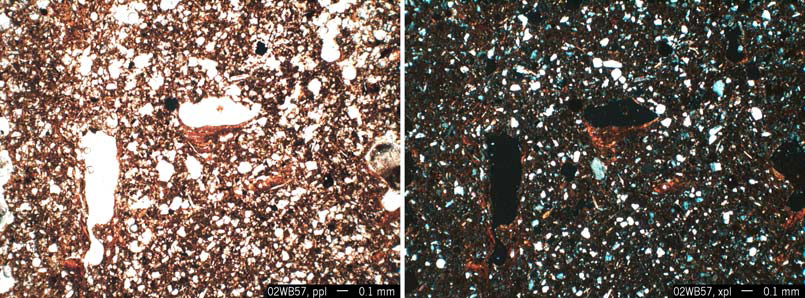 02WB57, ppl — 0.1 mm
02WB57, xpl — 0.1 mm